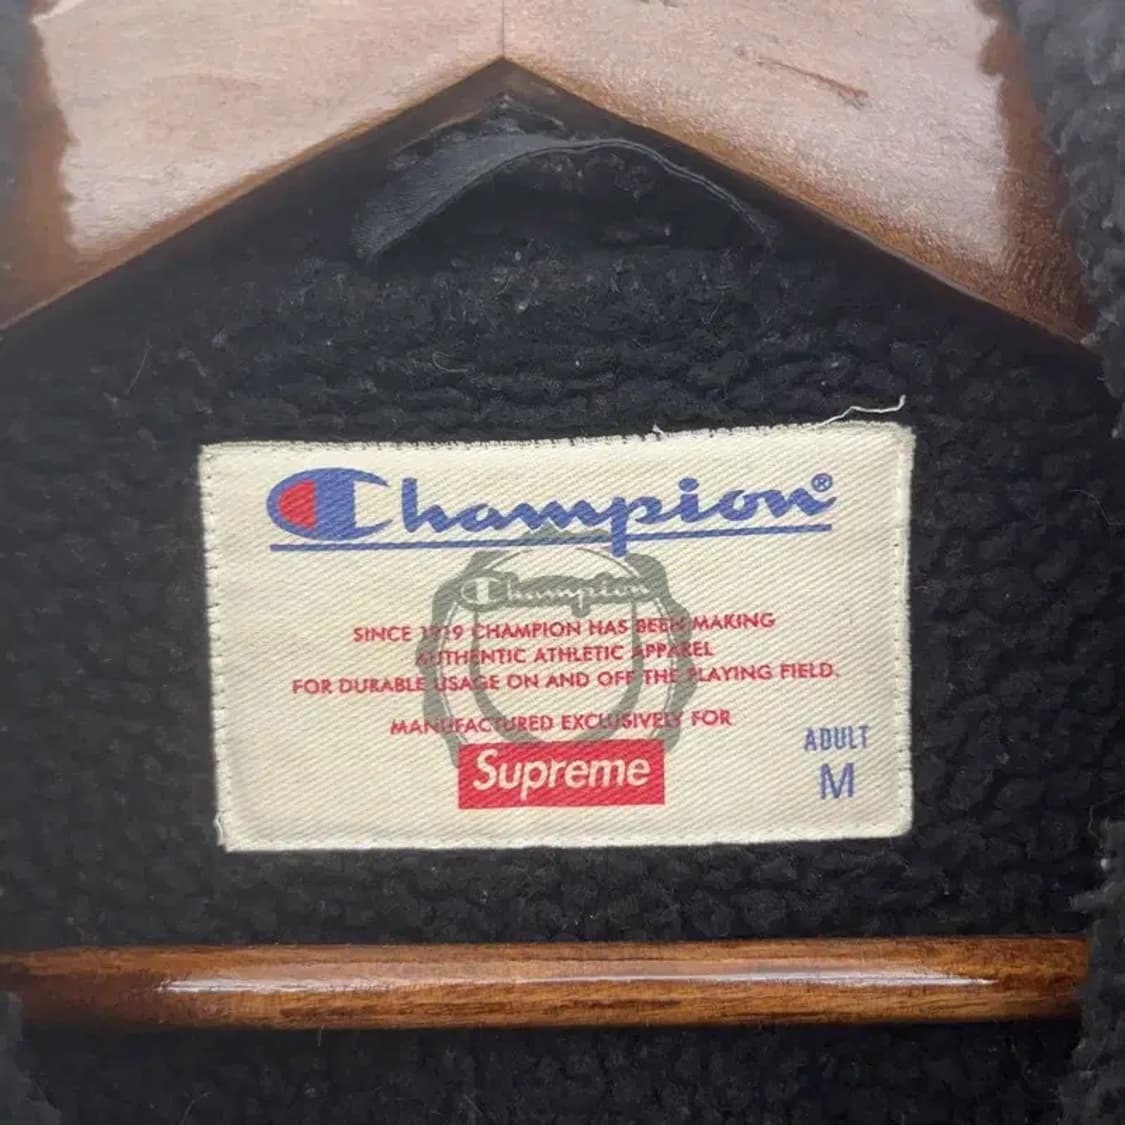 Champion®
Champion
SINCE 1919 CHAMPION HAS BEEN MAKING
AUTHENTIC ATHLETIC APPAREL
FOR DURABLE USAGE ON AND OFF THE PLAYING FIELD.
MANUFACTURED EXCLUSIVELY FOR
Supreme
ADULT
M